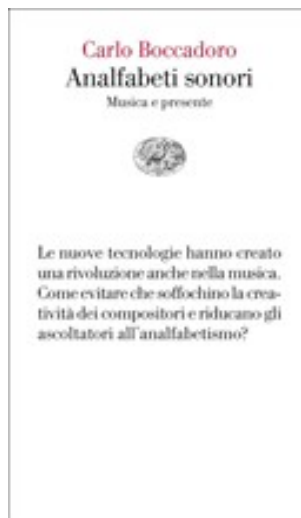 Carlo Boccadoro
Analfabeti sonori
Musica e presente
Le nuove tecnologie hanno creato
una rivoluzione anche nella musica.
Come evitare che soffochino la crea-
tività dei compositori e riducano gli
ascoltatori all'analfabetismo?